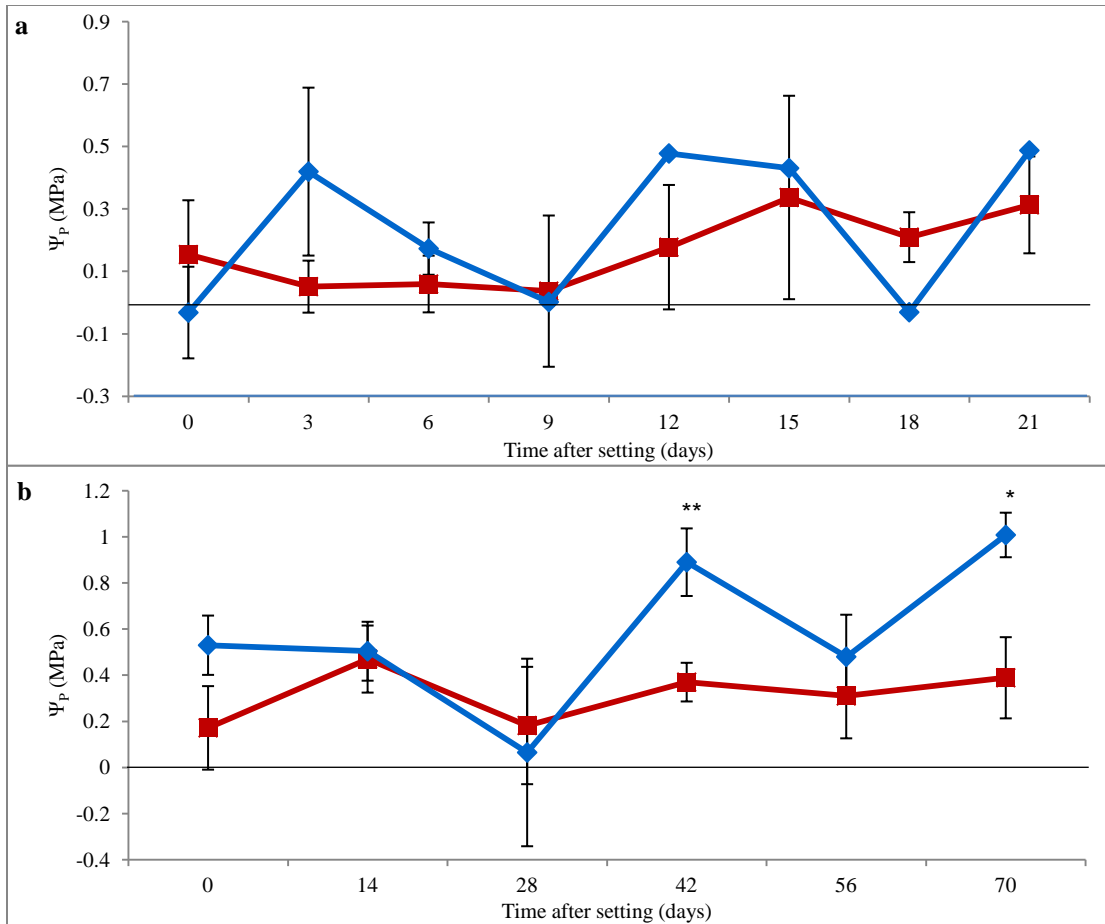 a
0.9
0.7
0.5
0.3
0.1
-0.1
-0.3
Ψ_P (MPa)
0 3 6 9 12 15 18 21
Time after setting (days)
b
1.2
1
0.8
0.6
0.4
0.2
0
-0.2
-0.4
Ψ_P (MPa)
** *
0 14 28 42 56 70
Time after setting (days)